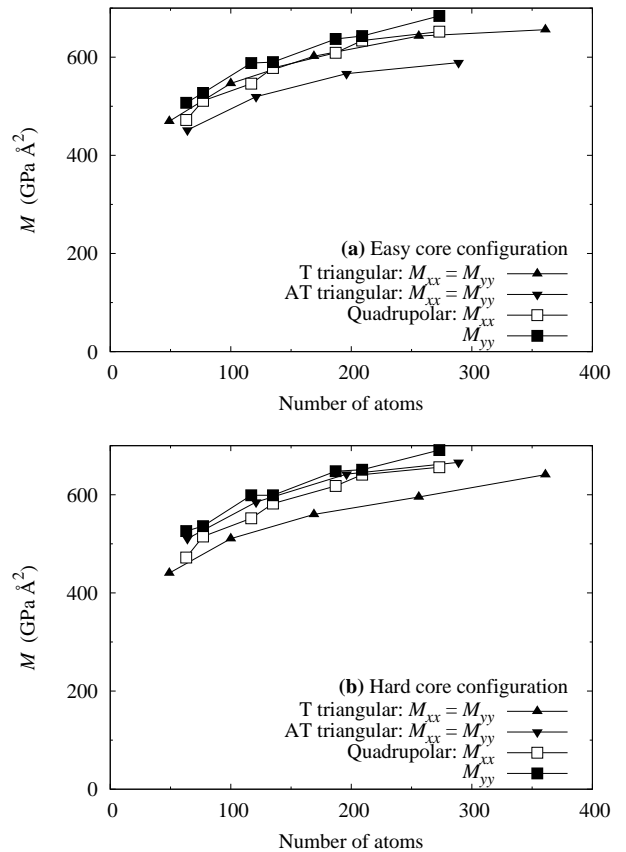 600
400
600
0
M (GPa Å²)
(a) Easy core configuration
T triangular: Mxx = Myy
AT triangular: Mxx = Myy
Quadrupolar: Mxx
Myy
0 100 200 300 400
Number of atoms
600
400
600
0
M (GPa Å²)
(b) Hard core configuration
T triangular: Mxx = Myy
AT triangular: Mxx = Myy
Quadrupolar: Mxx
Myy
0 100 200 300 400
Number of atoms